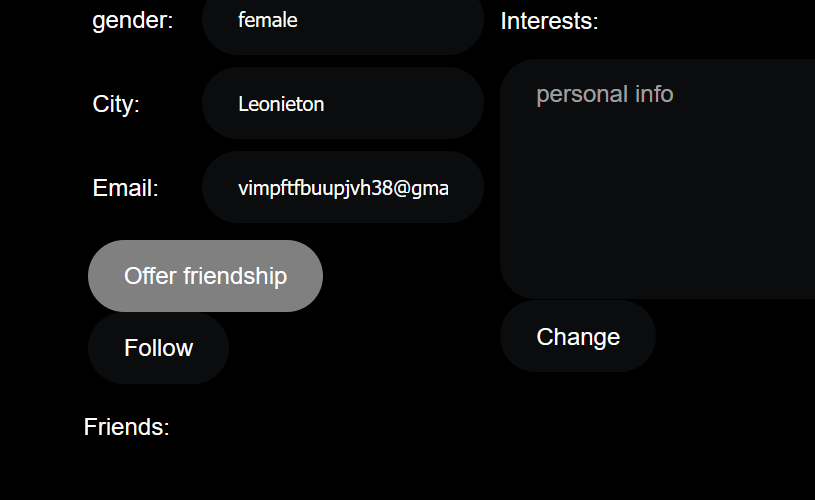 gender: female
City: Leonieton
Email: vimpftfbuupjvh38@gma
Offer friendship
Follow
Friends:
Interests:
personal info
Change